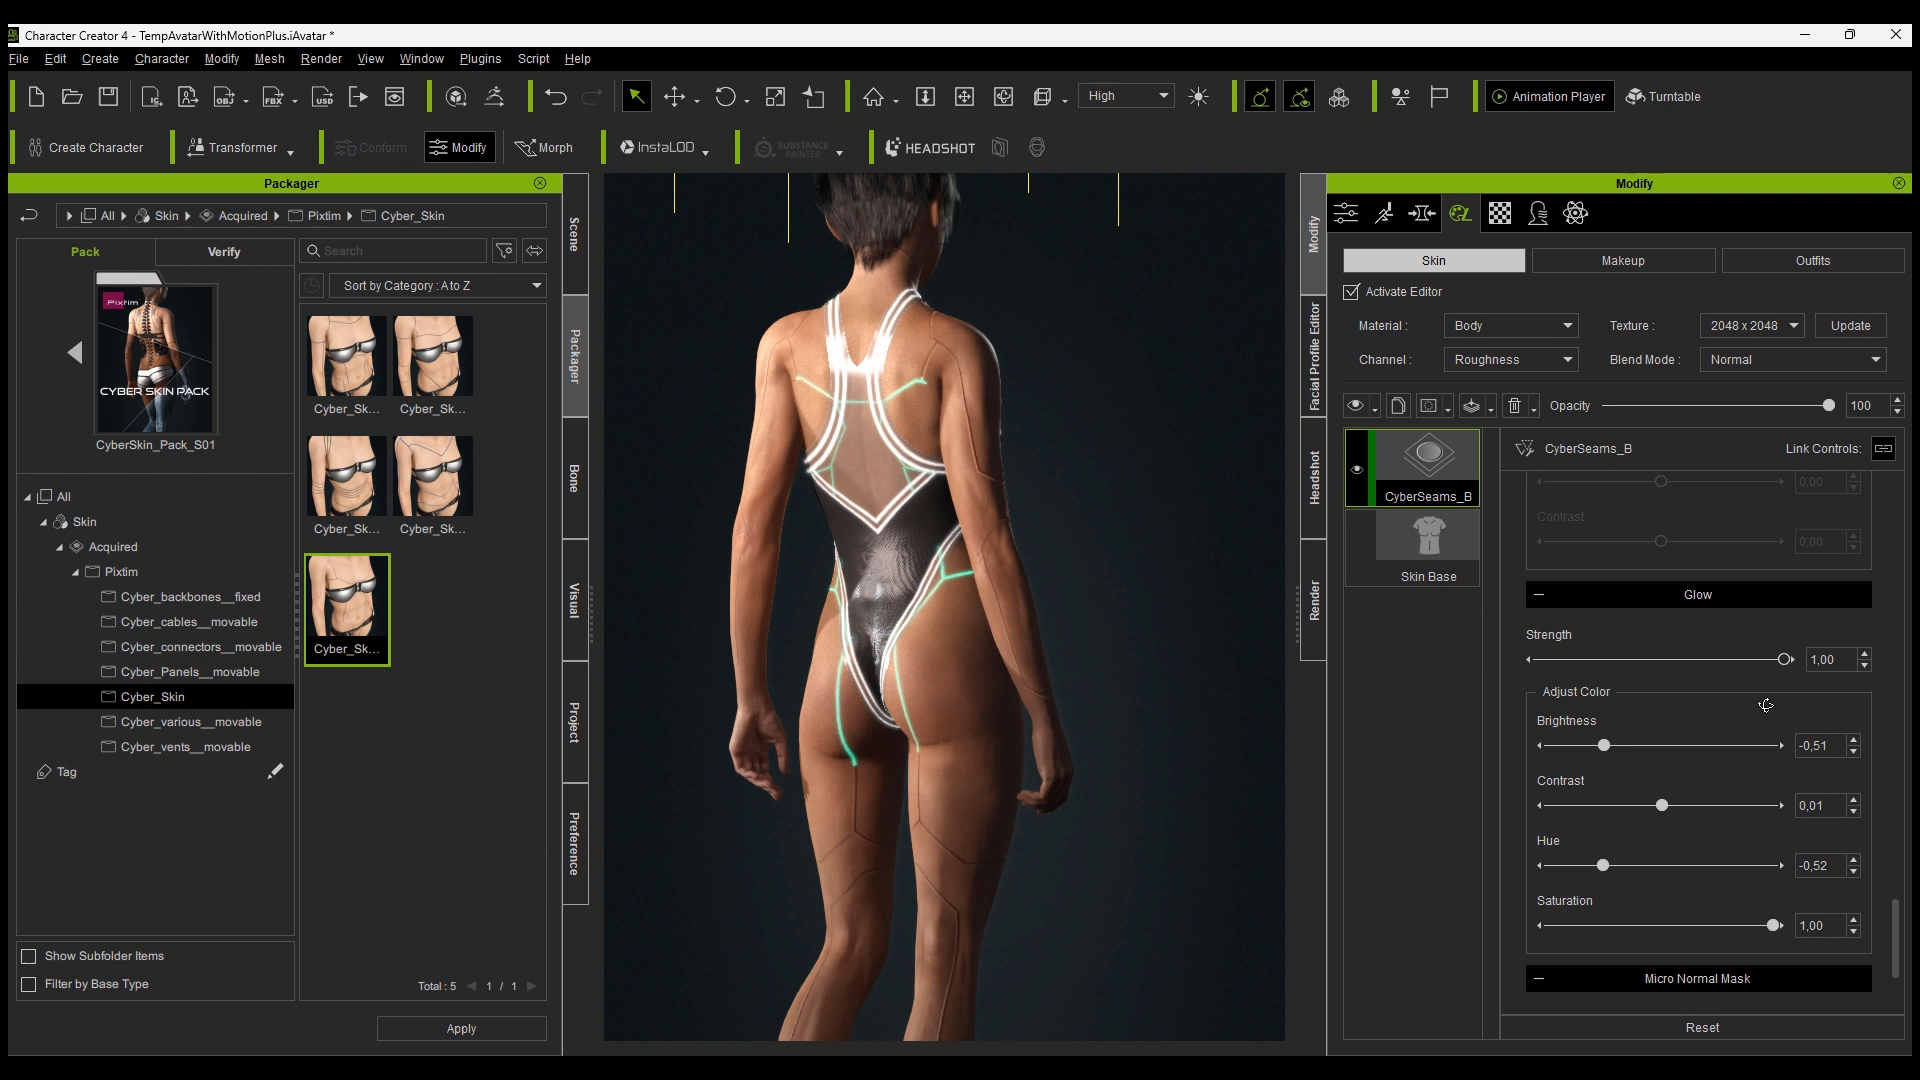 Character Creator 4 - TempAvatarWithMotionPlus.iAvatar *
File Edit Create Character Modify Mesh Render View Window Plugins Script Help
High
Animation Player
Turntable
Create Character
Transformer
Conform
Modify
Morph
InstaLOD
SUBSTANCE
PAINTER
HEADSHOT
Packager
All
Skin
Acquired
Pixtim
Cyber_Skin
Pack
Verify
Pixtim
CYBER SKIN PACK
CyberSkin_Pack_S01
All
Skin
Acquired
Pixtim
Cyber_backbones__fixed
Cyber_cables__movable
Cyber_connectors__movable
Cyber_Panels__movable
Cyber_Skin
Cyber_various__movable
Cyber_vents__movable
Tag
Show Subfolder Items
Filter by Base Type
Search
Sort by Category : A to Z
Cyber_Sk...
Cyber_Sk...
Cyber_Sk...
Cyber_Sk...
Cyber_Sk...
Total : 5
1 / 1
Apply
Scene
Packager
Bone
Visual
Project
Preference
Modify
Facial Profile Editor
Headshot
Render
Modify
Skin
Makeup
Outfits
Activate Editor
Material :
Body
Texture :
2048 x 2048
Update
Channel :
Roughness
Blend Mode :
Normal
Opacity
100
CyberSeams_B
Skin Base
CyberSeams_B
Link Controls:
0,00
Contrast
0,00
Glow
Strength
1,00
Adjust Color
Brightness
-0,51
Contrast
0,01
Hue
-0,52
Saturation
1,00
Micro Normal Mask
Reset